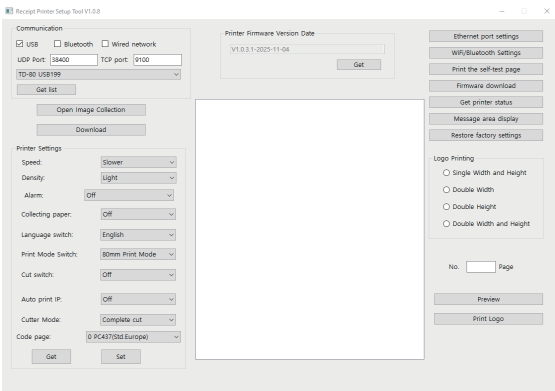 Receipt Printer Setup Tool V1.0.8
Communication
USB
Bluetooth
Wired network
UDP Port: 38400
TCP port: 9100
TD-80 USB199
Get list
Open Image Collection
Download
Printer Settings
Speed: Slower
Density: Light
Alarm: Off
Collecting paper: Off
Language switch: English
Print Mode Switch: 80mm Print Mode
Cut switch: Off
Auto print IP: Off
Cutter Mode: Complete cut
Code page: 0 PC437(Std.Europe)
Get
Set
Printer Firmware Version Date
V1.0.3.1-2025-11-04
Get
Ethernet port settings
WiFi/Bluetooth Settings
Print the self-test page
Firmware download
Get printer status
Message area display
Restore factory settings
Logo Printing
Single Width and Height
Double Width
Double Height
Double Width and Height
No. Page
Preview
Print Logo